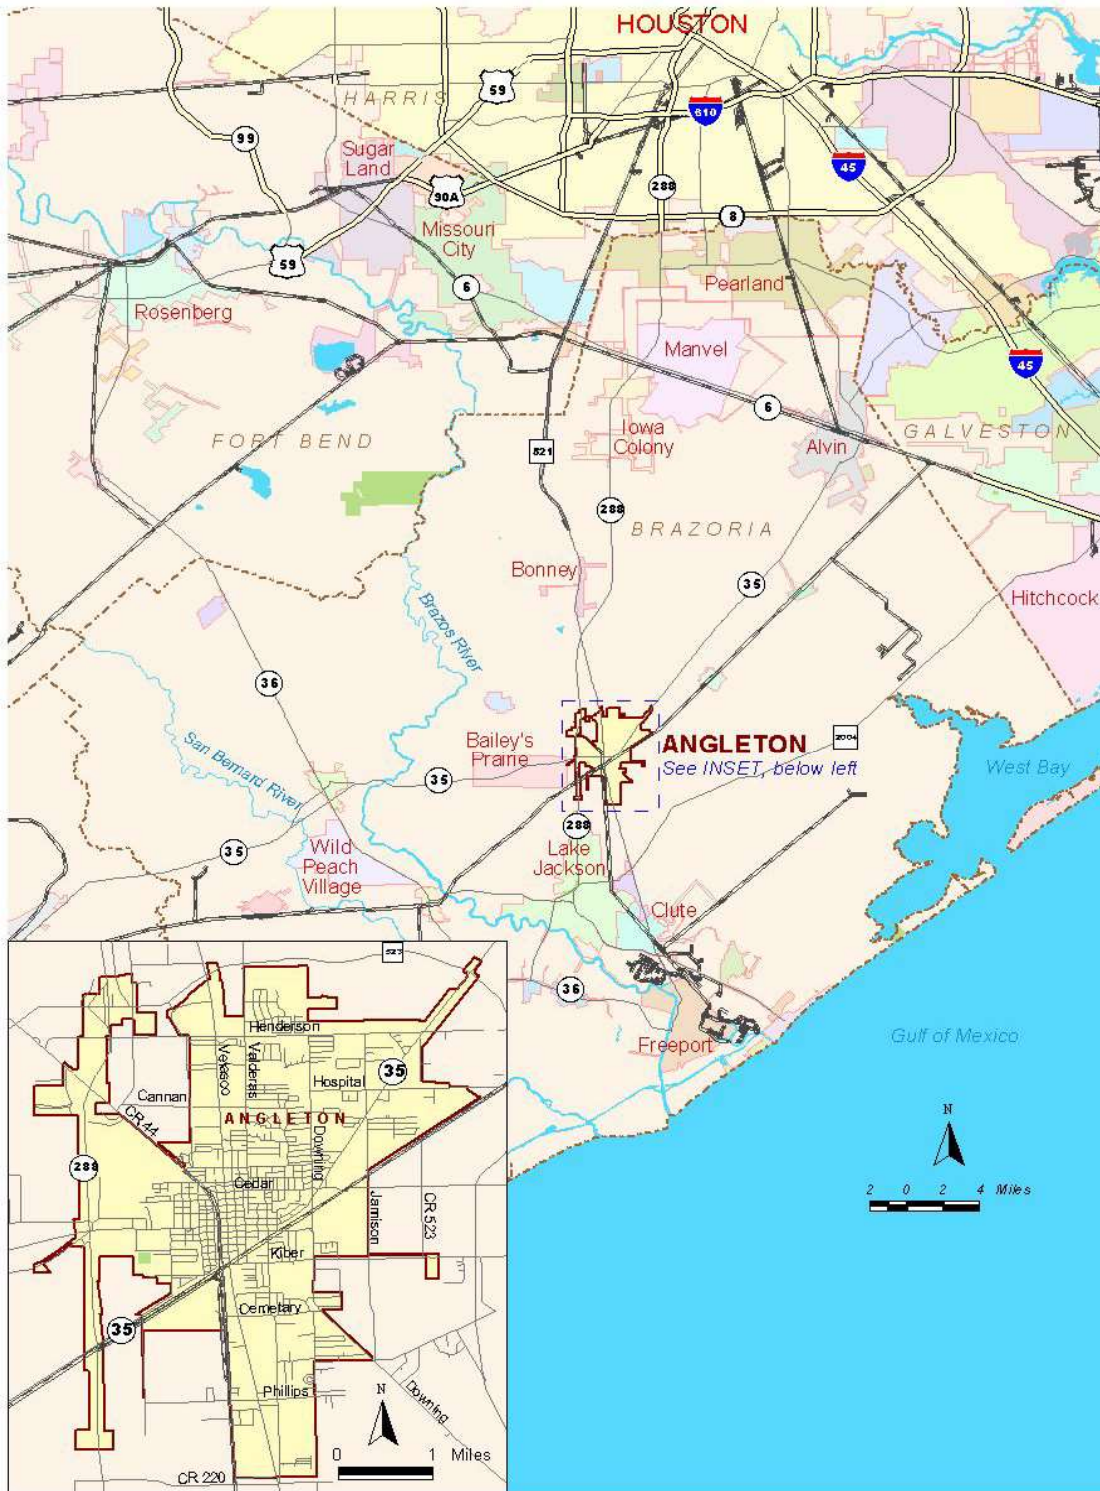 HOUSTON
59
HARRIS
610
99
Sugar
Land
45
90A
288
8
Missouri
City
59
6
Pearland
Rosenberg
Manvel
45
6
Iowa
Colony
FORT BEND
521
Alvin
GALVESTON
288
BRAZORIA
Bonney
35
Hitchcock
Brazos River
36
Bailey's
Prairie
ANGLETON
See INSET, below left
2004
San Bernard River
West Bay
35
288
35
Wild
Peach
Village
Lake
Jackson
Clute
523
36
Freeport
Gulf of Mexico
Henderson
Velasco
Valderas
Hospital
35
Cannan
CR 44
ANGLETON
Downing
288
Cedar
Jamison
CR 523
Kiber
Cemetary
35
Phillips
Downing
N
0 1 Miles
CR 220
N
2 0 2 4 Miles